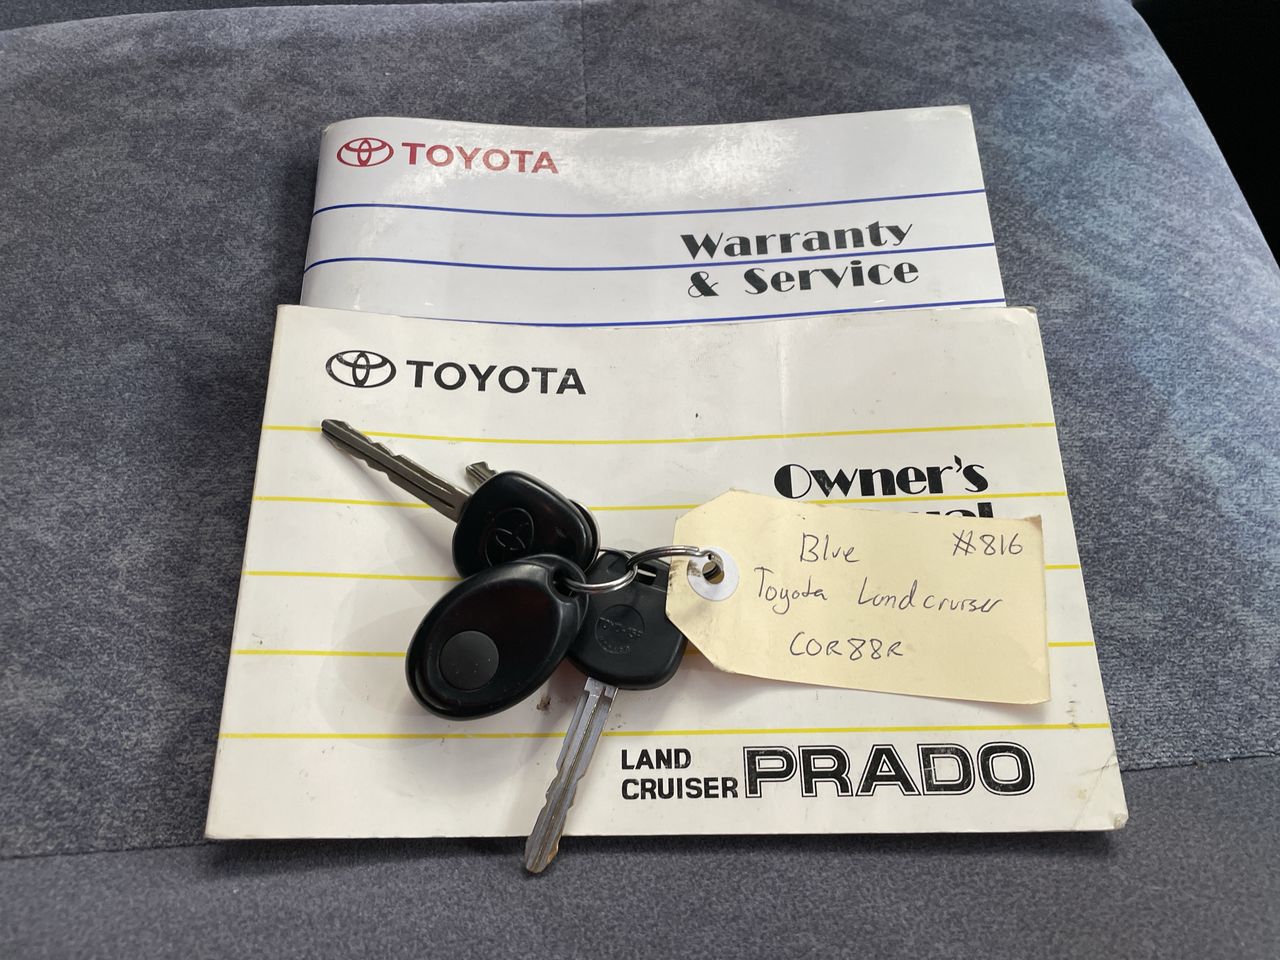 TOYOTA
Warranty
& Service
TOYOTA
Owner's
Blue #816
Toyota Landcruiser
COR88R
LAND
CRUISER PRADO